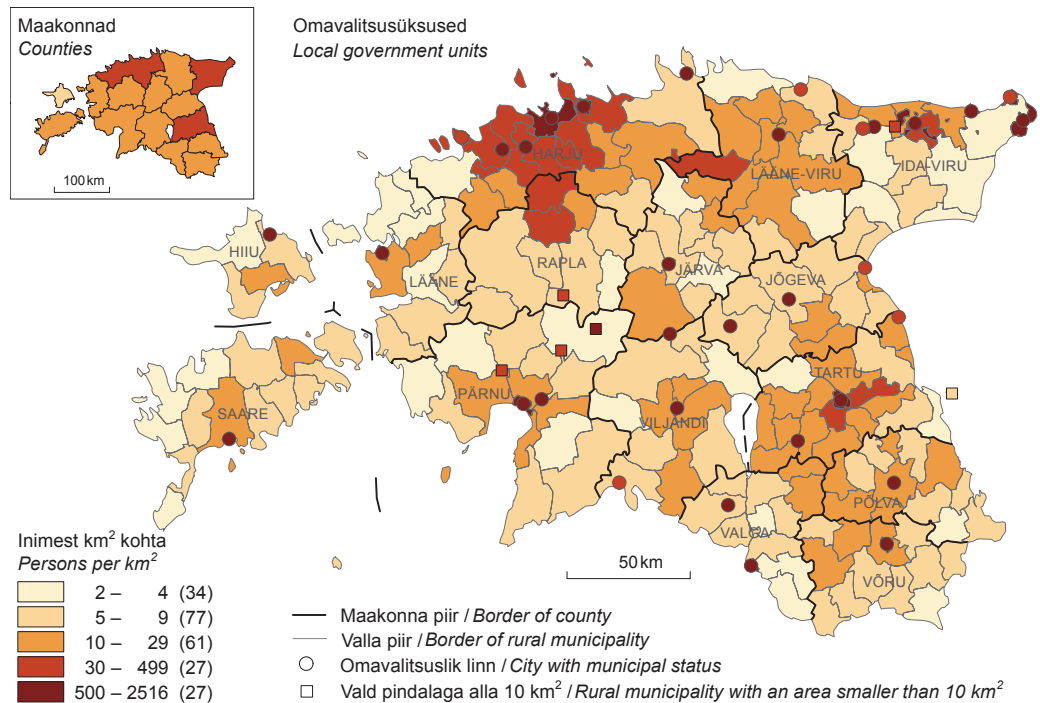 Maakonnad
Counties
100 km
Omavalitsusüksused
Local government units
HARJU
LÄÄNE-VIRU
IDA-VIRU
HIIU
LÄÄNE
RAPLA
JÄRVA
JÕGEVA
SAARE
PÄRNU
VILJANDI
TARTU
PÕLVA
VALGA
VÕRU
50 km
Inimest km² kohta
Persons per km²
2 – 4 (34)
5 – 9 (77)
10 – 29 (61)
30 – 499 (27)
500 – 2516 (27)
Maakonna piir / Border of county
Valla piir / Border of rural municipality
Omavalitsuslik linn / City with municipal status
Vald pindalaga alla 10 km² / Rural municipality with an area smaller than 10 km²